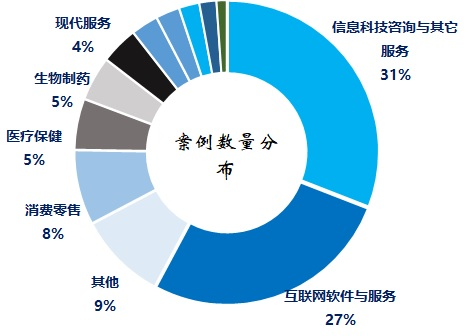 现代服务
4%
生物制药
5%
医疗保健
5%
消费零售
8%
其他
9%
案例数量分
布
信息科技咨询与其它
服务
31%
互联网软件与服务
27%